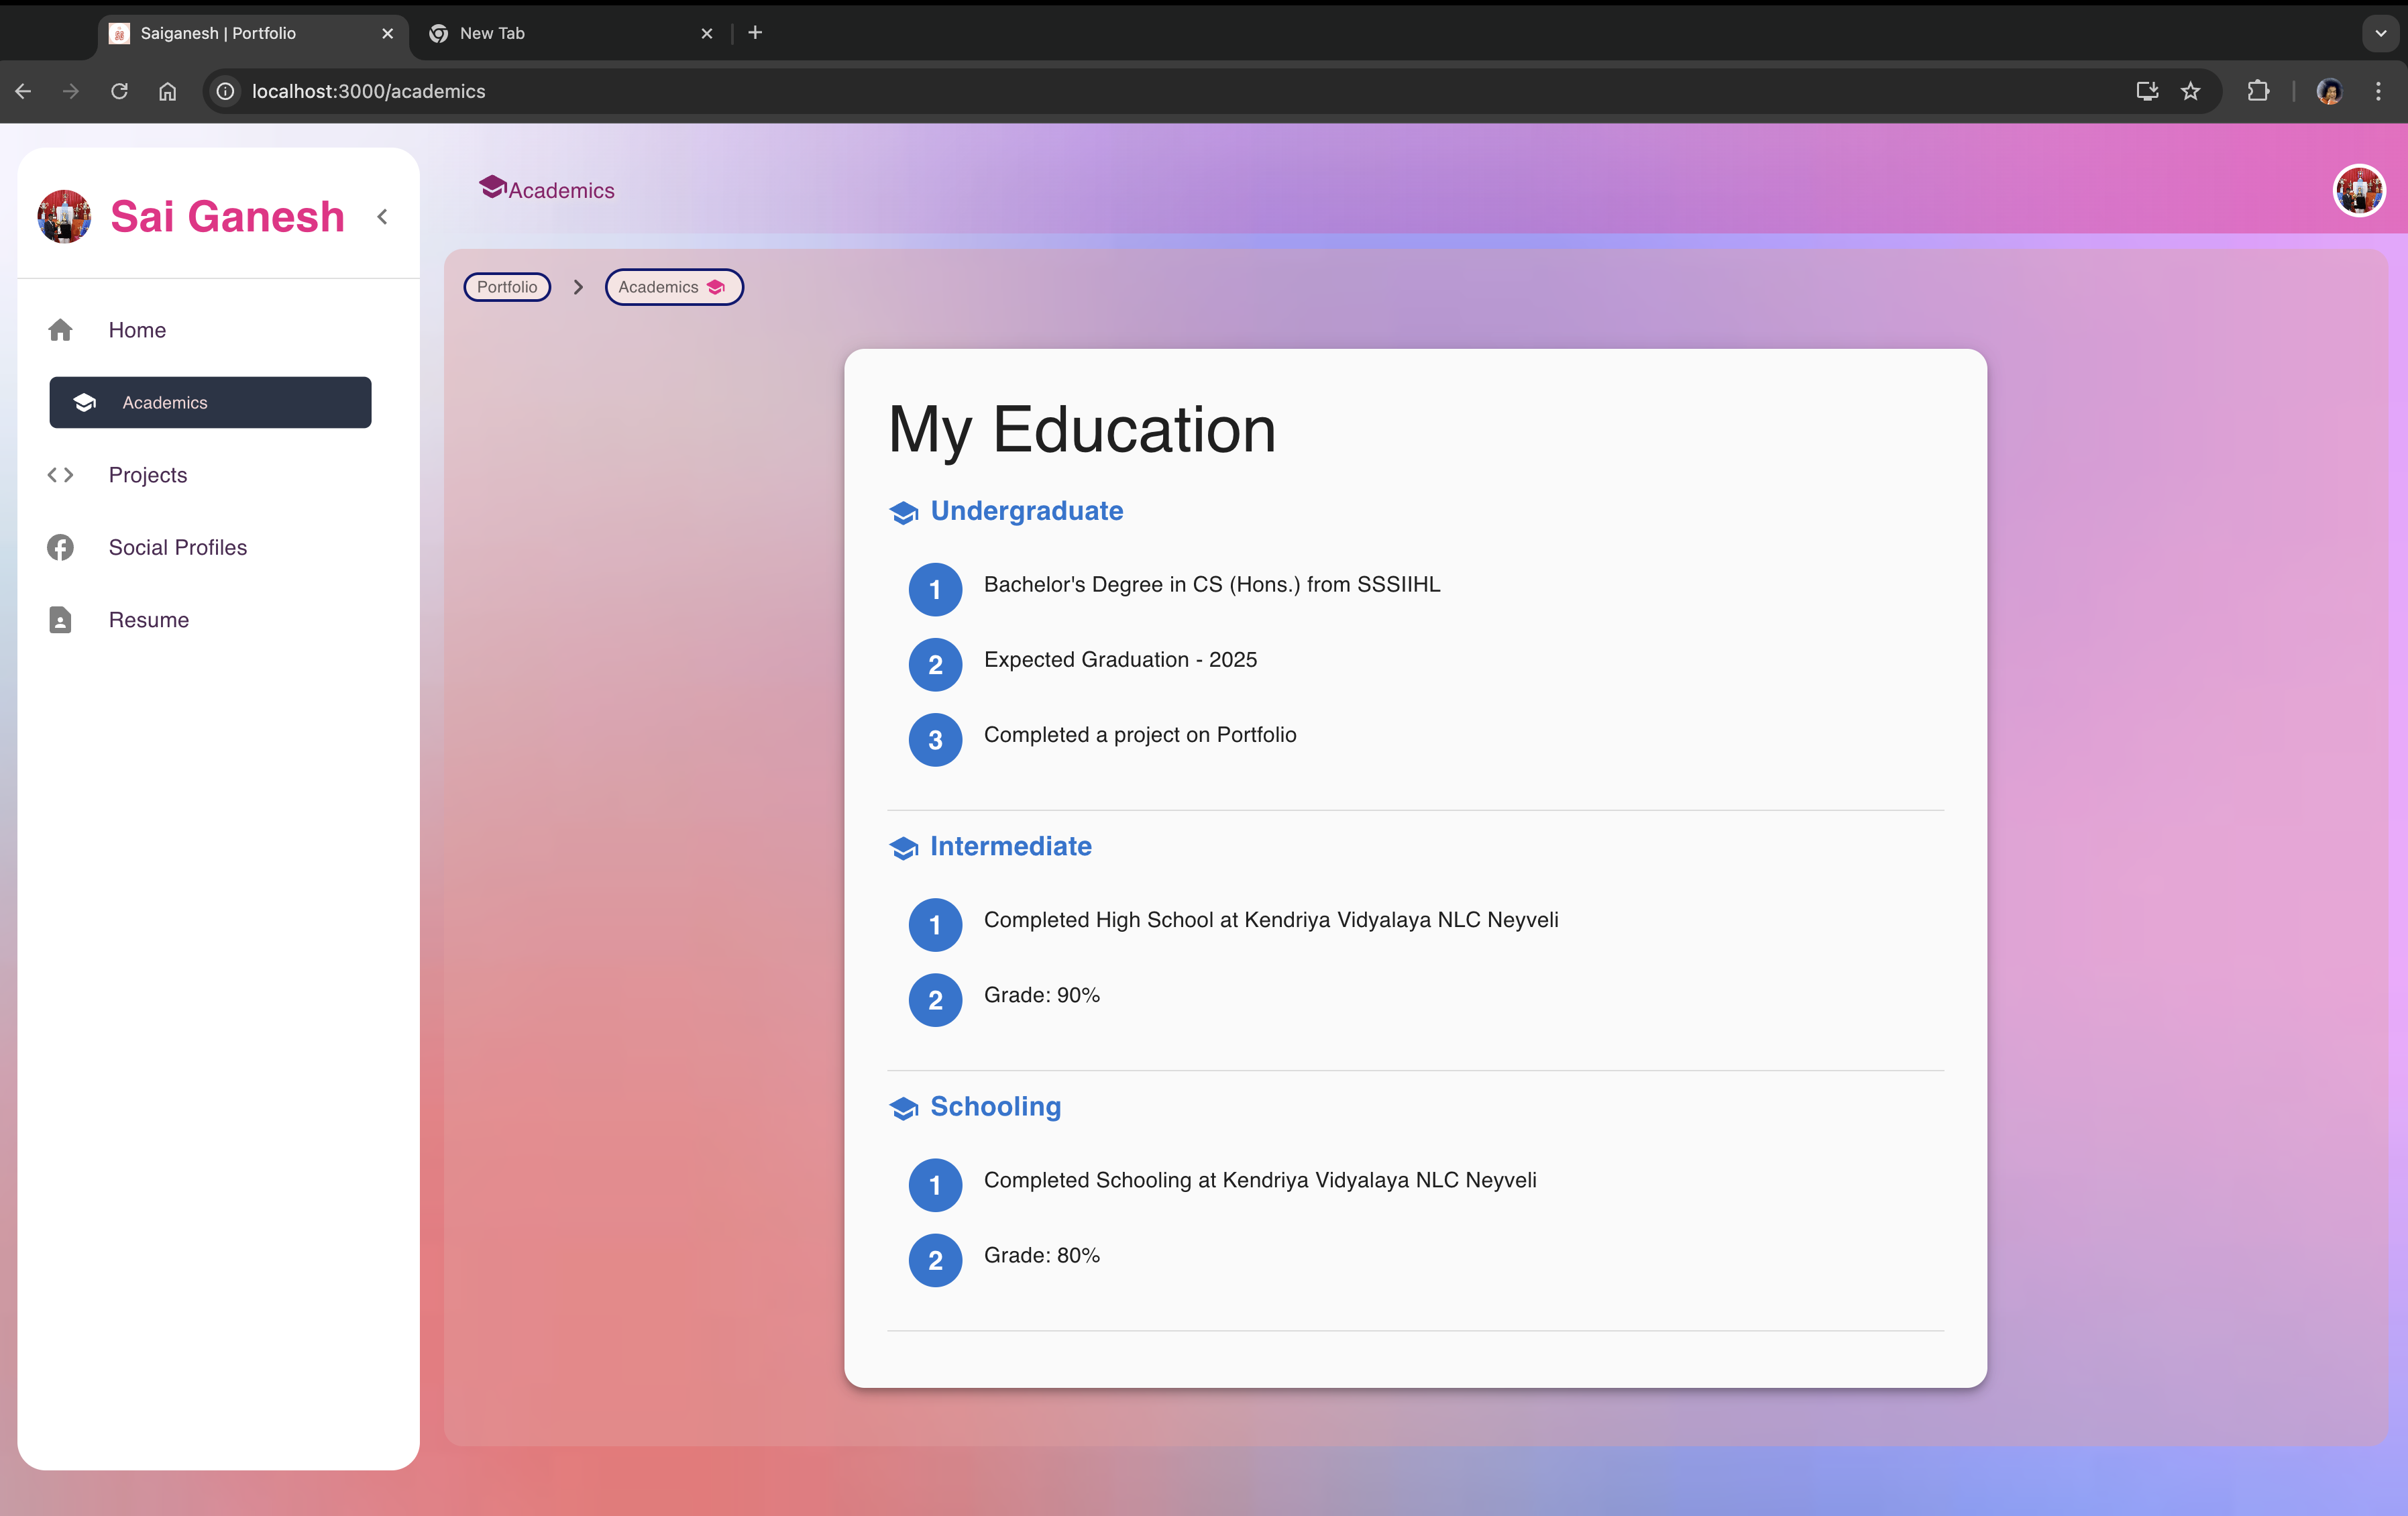 Saiganesh | Portfolio
New Tab
localhost:3000/academics
Sai Ganesh
Home
Academics
Projects
Social Profiles
Resume
Academics
Portfolio
Academics
My Education
Undergraduate
1 Bachelor's Degree in CS (Hons.) from SSSIIHL
2 Expected Graduation - 2025
3 Completed a project on Portfolio
Intermediate
1 Completed High School at Kendriya Vidyalaya NLC Neyveli
2 Grade: 90%
Schooling
1 Completed Schooling at Kendriya Vidyalaya NLC Neyveli
2 Grade: 80%